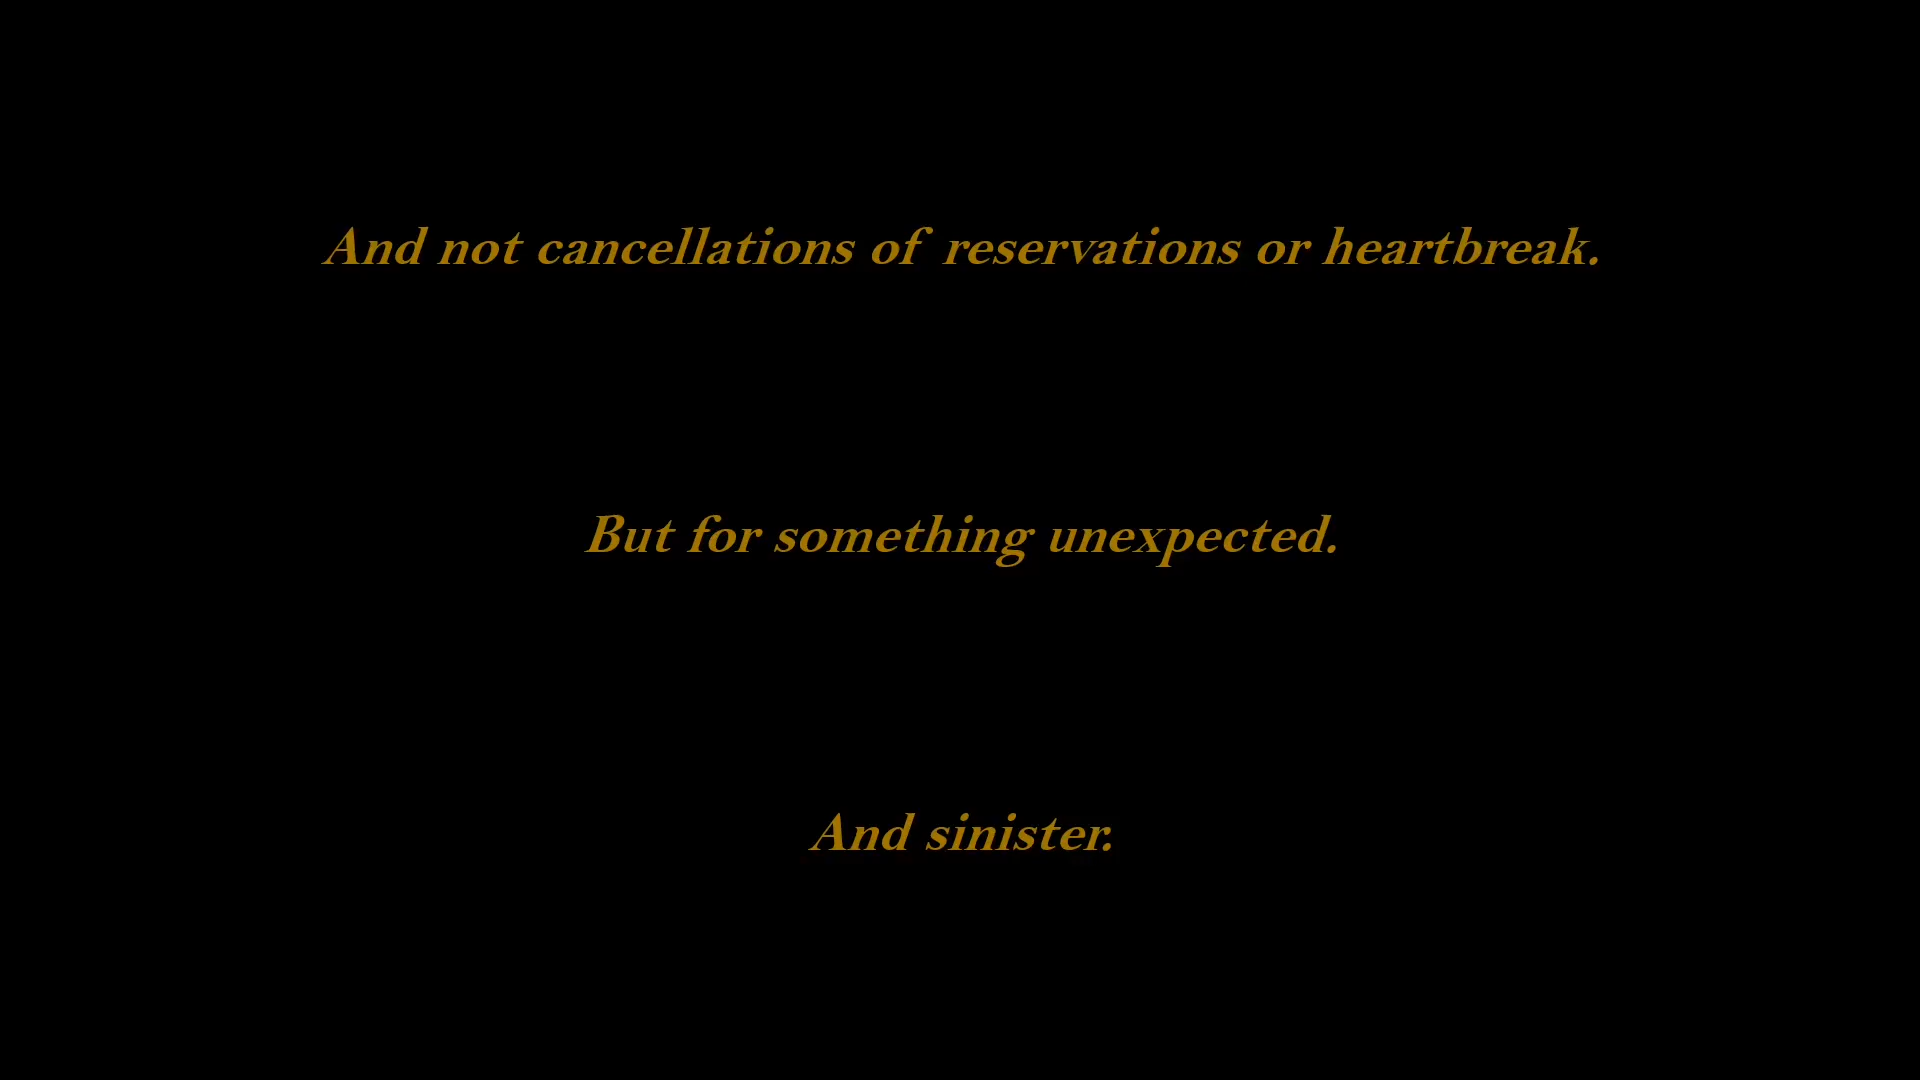 And not cancellations of reservations or heartbreak.
But for something unexpected.
And sinister.